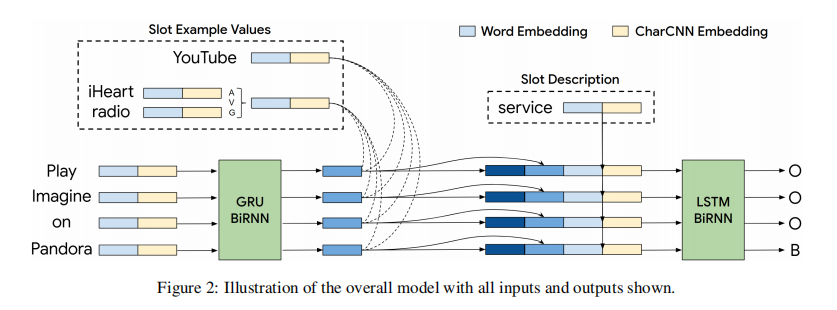 Slot Example Values
Word Embedding
CharCNN Embedding
YouTube
iHeart
radio
A
V
G
Slot Description
service
Play
Imagine
on
Pandora
GRU
BiRNN
LSTM
BiRNN
O
O
O
B
Figure 2: Illustration of the overall model with all inputs and outputs shown.